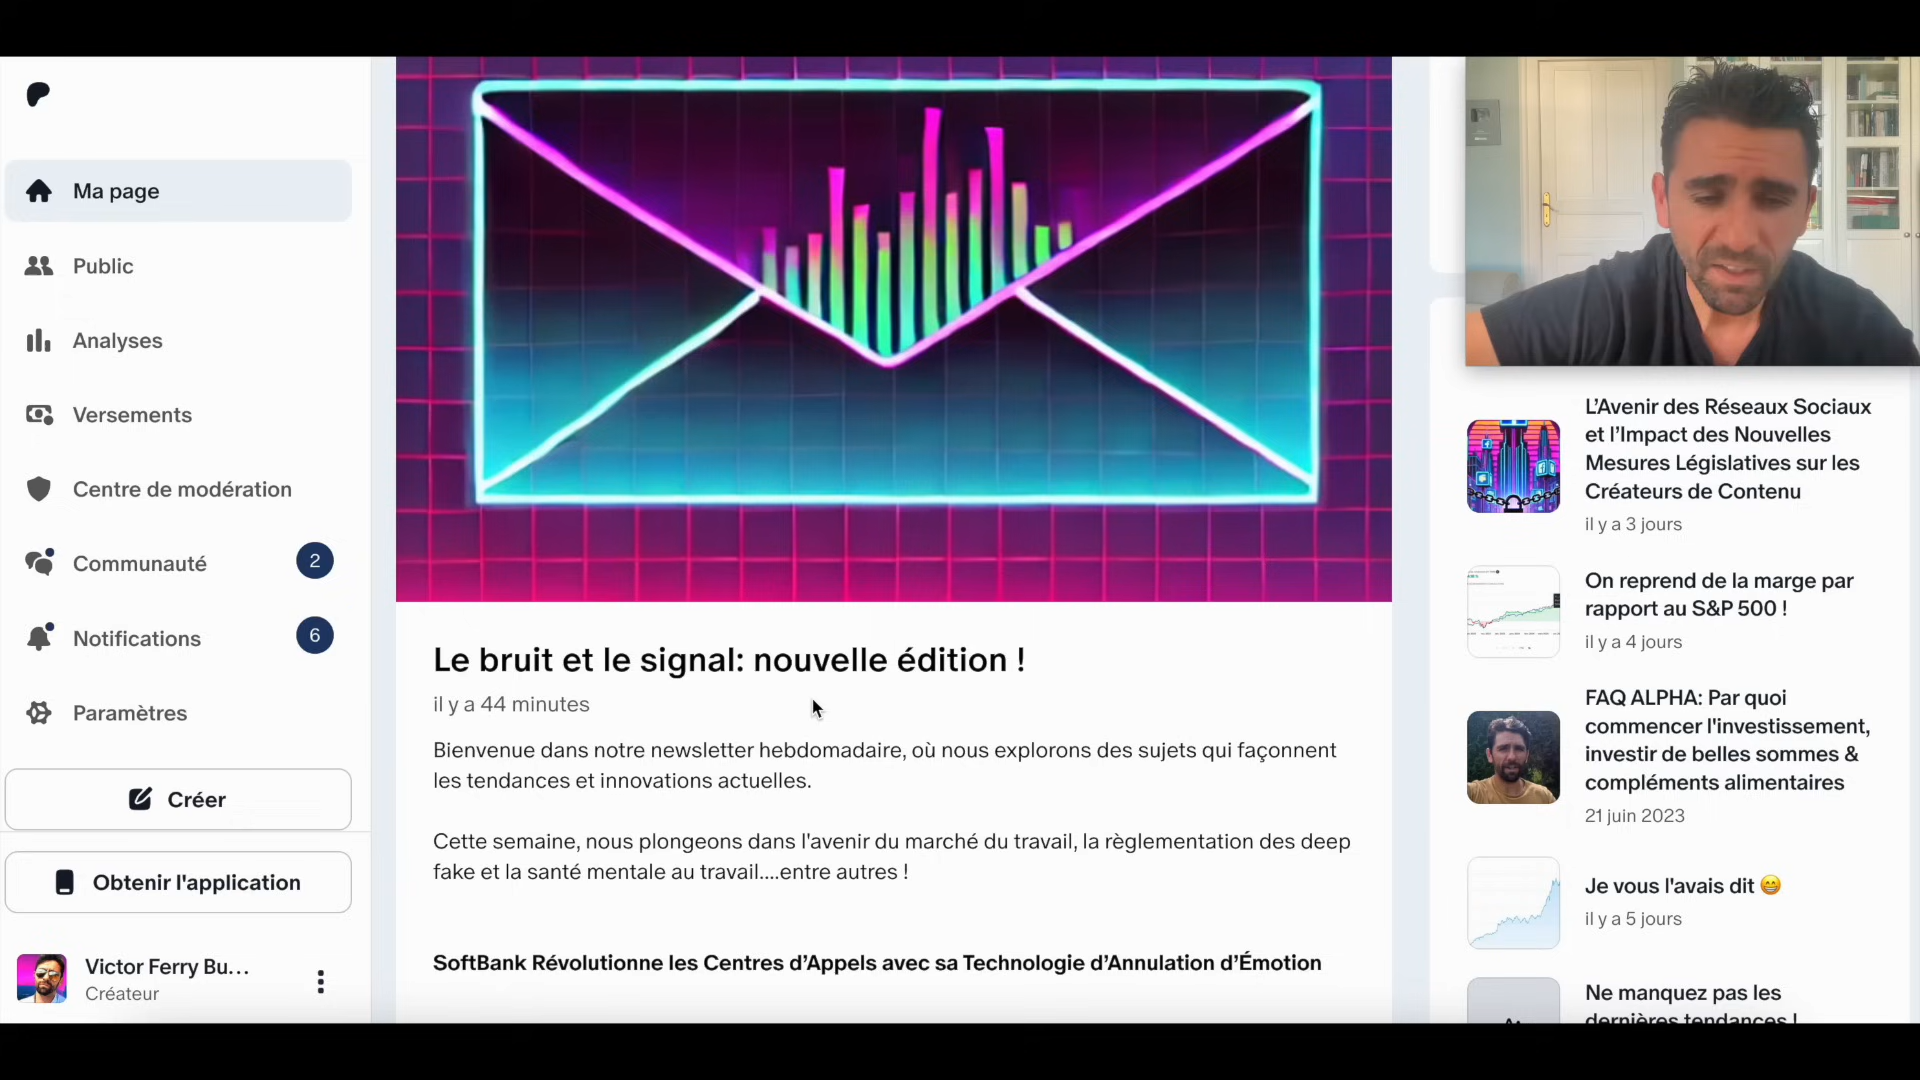 Ma page
Public
Analyses
Versements
Centre de modération
Communauté
2
Notifications
6
Paramètres
Créer
Obtenir l'application
Victor Ferry Bu...
Créateur
Le bruit et le signal: nouvelle édition !
il y a 44 minutes
Bienvenue dans notre newsletter hebdomadaire, où nous explorons des sujets qui façonnent
les tendances et innovations actuelles.
Cette semaine, nous plongeons dans l'avenir du marché du travail, la règlementation des deep
fake et la santé mentale au travail....entre autres !
SoftBank Révolutionne les Centres d’Appels avec sa Technologie d’Annulation d’Émotion
L’Avenir des Réseaux Sociaux
et l’Impact des Nouvelles
Mesures Législatives sur les
Créateurs de Contenu
il y a 3 jours
On reprend de la marge par
rapport au S&P 500 !
il y a 4 jours
FAQ ALPHA: Par quoi
commencer l'investissement,
investir de belles sommes &
compléments alimentaires
21 juin 2023
Je vous l'avais dit 😁
il y a 5 jours
Ne manquez pas les
dernières tendances !